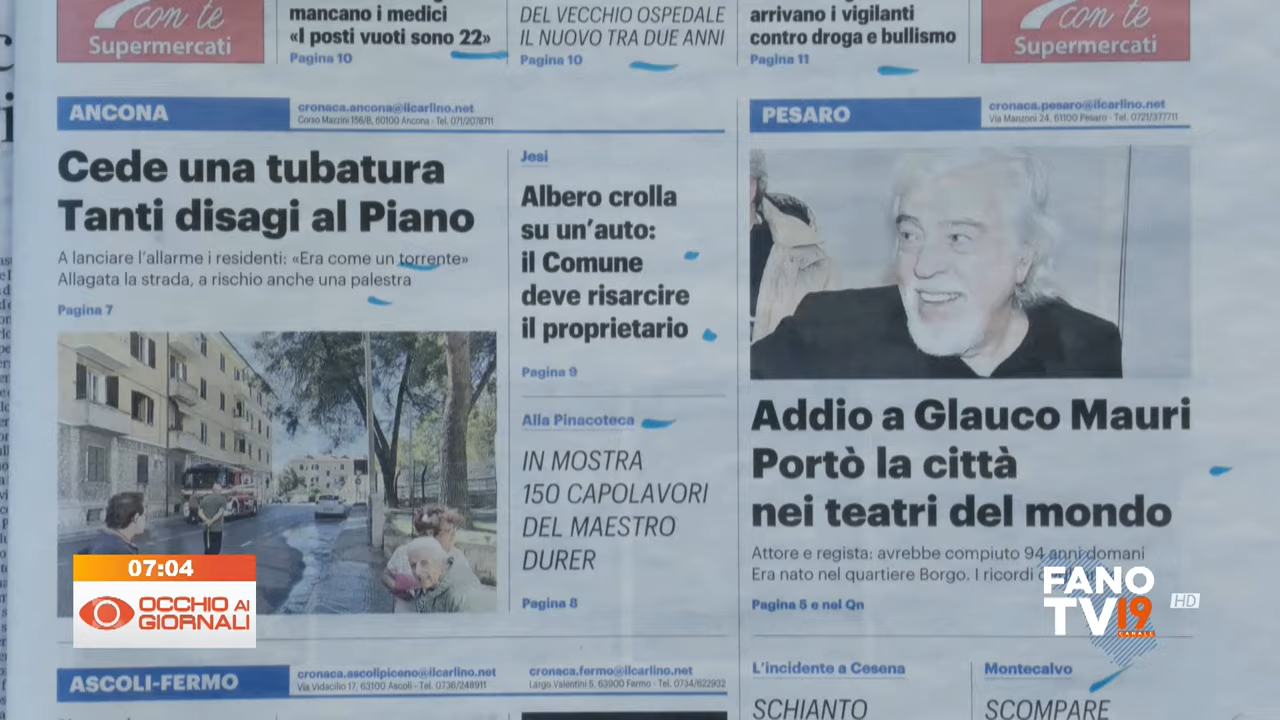 con te
Supermercati
mancano i medici
«I posti vuoti sono 22»
Pagina 10
DEL VECCHIO OSPEDALE
IL NUOVO TRA DUE ANNI
Pagina 10
arrivano i vigilanti
contro droga e bullismo
Pagina 11
con te
Supermercati
ANCONA
cronaca.ancona@ilcarlino.net
Corso Mazzini 156/B, 60100 Ancona - Tel. 071/2078711
Cede una tubatura
Tanti disagi al Piano
A lanciare l'allarme i residenti: «Era come un torrente»
Allagata la strada, a rischio anche una palestra
Pagina 7
Jesi
Albero crolla
su un'auto:
il Comune
deve risarcire
il proprietario
Pagina 9
Alla Pinacoteca
IN MOSTRA
150 CAPOLAVORI
DEL MAESTRO
DURER
Pagina 8
PESARO
cronaca.pesaro@ilcarlino.net
Via Manzoni 24, 61100 Pesaro - Tel. 0721/377711
Addio a Glauco Mauri
Portò la città
nei teatri del mondo
Attore e regista: avrebbe compiuto 94 anni domani
Era nato nel quartiere Borgo. I ricordi
Pagina 5 e nel Qn
07:04
OCCHIO AI
GIORNALI
FANO
TV19
CANALE
HD
ASCOLI-FERMO
cronaca.ascolipiceno@ilcarlino.net
Via Vidacilio 17, 63100 Ascoli - Tel. 0736/248911
cronaca.fermo@ilcarlino.net
Largo Valentini 5, 63900 Fermo - Tel. 0734/622932
L'incidente a Cesena
SCHIANTO
Montecalvo
SCOMPARE